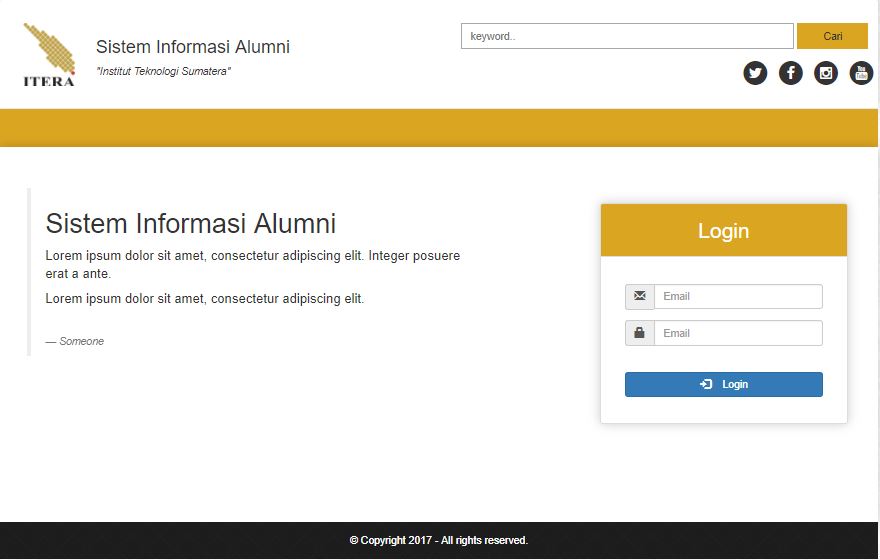 ITERA
Sistem Informasi Alumni
"Institut Teknologi Sumatera"
keyword..
Cari
You
Tube
Sistem Informasi Alumni
Lorem ipsum dolor sit amet, consectetur adipiscing elit. Integer posuere
erat a ante.
Lorem ipsum dolor sit amet, consectetur adipiscing elit.
— Someone
Login
Email
Email
Login
© Copyright 2017 - All rights reserved.